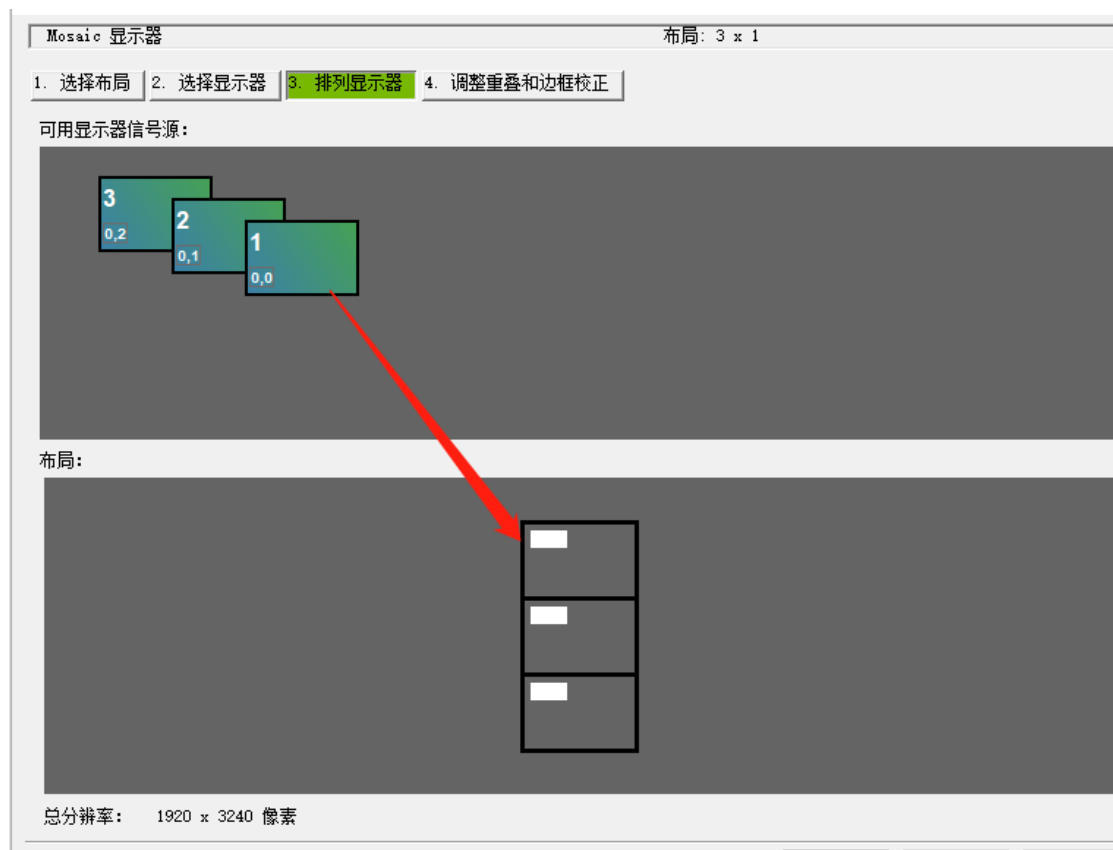 Mosaic 显示器 布局: 3 x 1
1. 选择布局 2. 选择显示器 3. 排列显示器 4. 调整重叠和边框校正
可用显示器信号源:
3
0,2
2
0,1
1
0,0
布局:
总分辨率: 1920 x 3240 像素